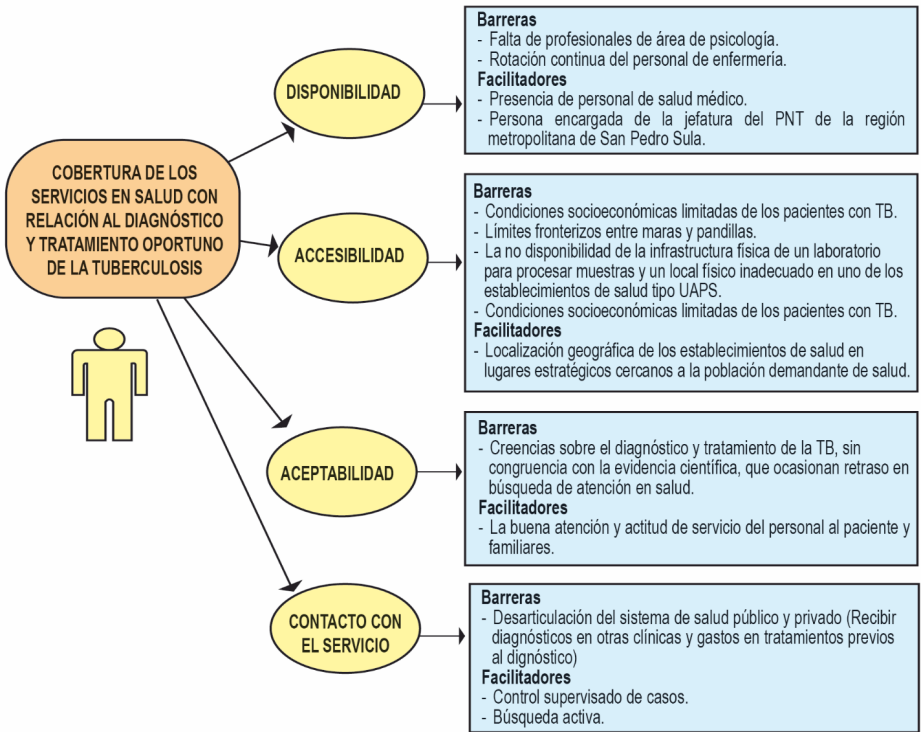 COBERTURA DE LOS
SERVICIOS EN SALUD CON
RELACIÓN AL DIAGNÓSTICO
Y TRATAMIENTO OPORTUNO
DE LA TUBERCULOSIS
DISPONIBILIDAD
Barreras
- Falta de profesionales de área de psicología.
- Rotación continua del personal de enfermería.
Facilitadores
- Presencia de personal de salud médico.
- Persona encargada de la jefatura del PNT de la región
metropolitana de San Pedro Sula.
ACCESIBILIDAD
Barreras
- Condiciones socioeconómicas limitadas de los pacientes con TB.
- Límites fronterizos entre maras y pandillas.
- La no disponibilidad de la infrastructura física de un laboratorio
para procesar muestras y un local físico inadecuado en uno de los
establecimientos de salud tipo UAPS.
- Condiciones socioeconómicas limitadas de los pacientes con TB.
Facilitadores
- Localización geográfica de los establecimientos de salud en
lugares estratégicos cercanos a la población demandante de salud.
ACEPTABILIDAD
Barreras
- Creencias sobre el diagnóstico y tratamiento de la TB, sin
congruencia con la evidencia científica, que ocasionan retraso en
búsqueda de atención en salud.
Facilitadores
- La buena atención y actitud de servicio del personal al paciente y
familiares.
CONTACTO CON
EL SERVICIO
Barreras
- Desarticulación del sistema de salud público y privado (Recibir
diagnósticos en otras clínicas y gastos en tratamientos previos
al dignóstico)
Facilitadores
- Control supervisado de casos.
- Búsqueda activa.